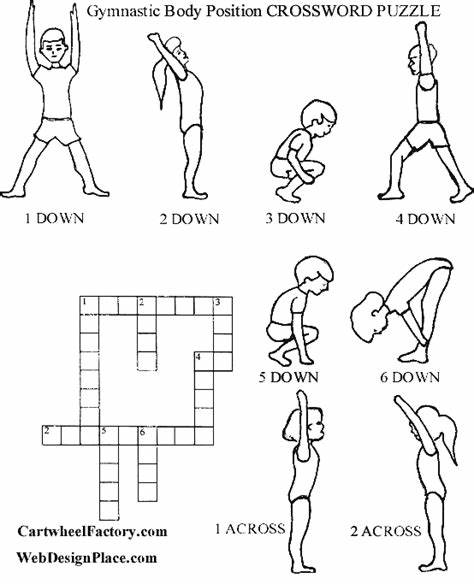 Gymnastic Body Position CROSSWORD PUZZLE
1 DOWN
2 DOWN
3 DOWN
4 DOWN
1
2
3
4
5 DOWN
6 DOWN
2
5
6
1 ACROSS
2 ACROSS
CartwheelFactory.com
WebDesignPlace.com